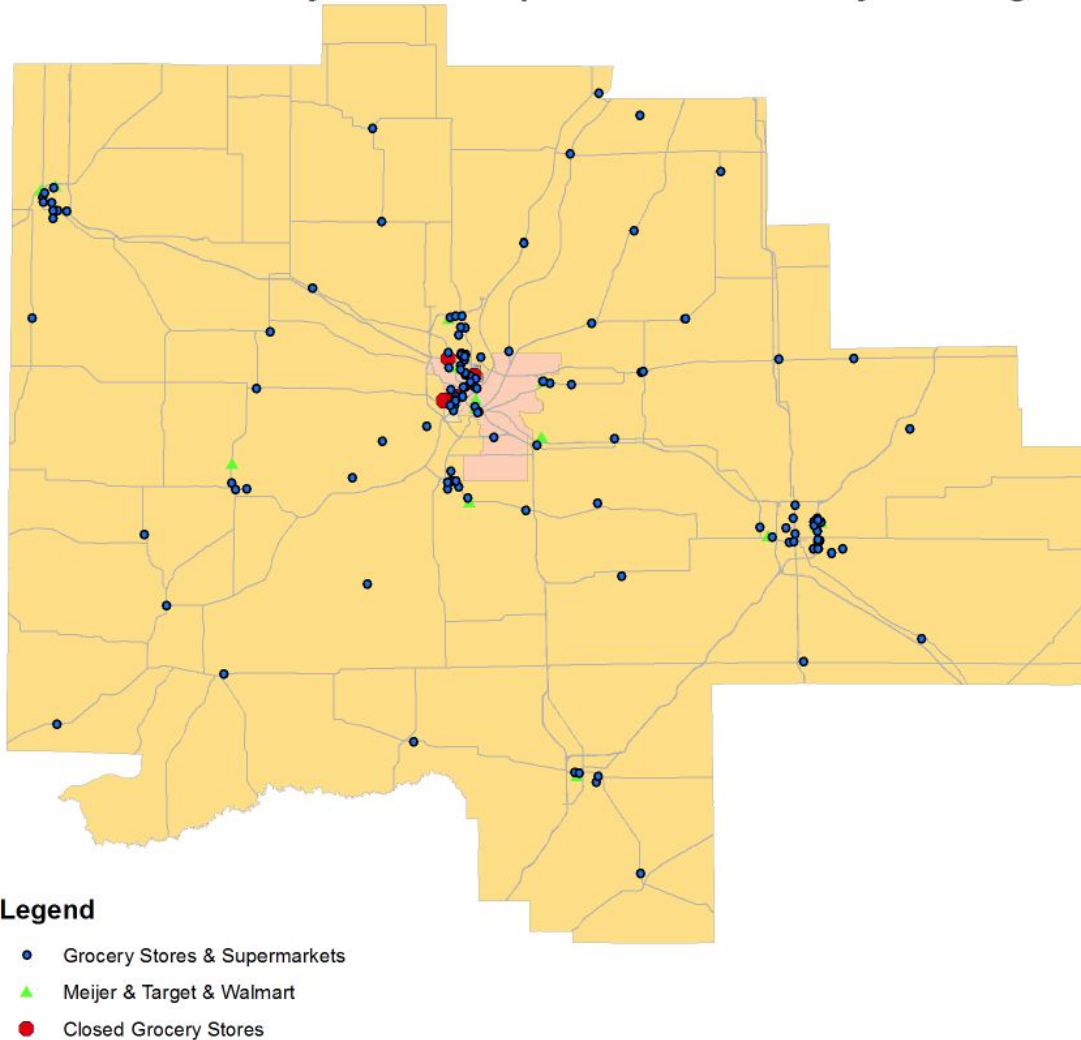 Legend
Grocery Stores & Supermarkets
Meijer & Target & Walmart
Closed Grocery Stores